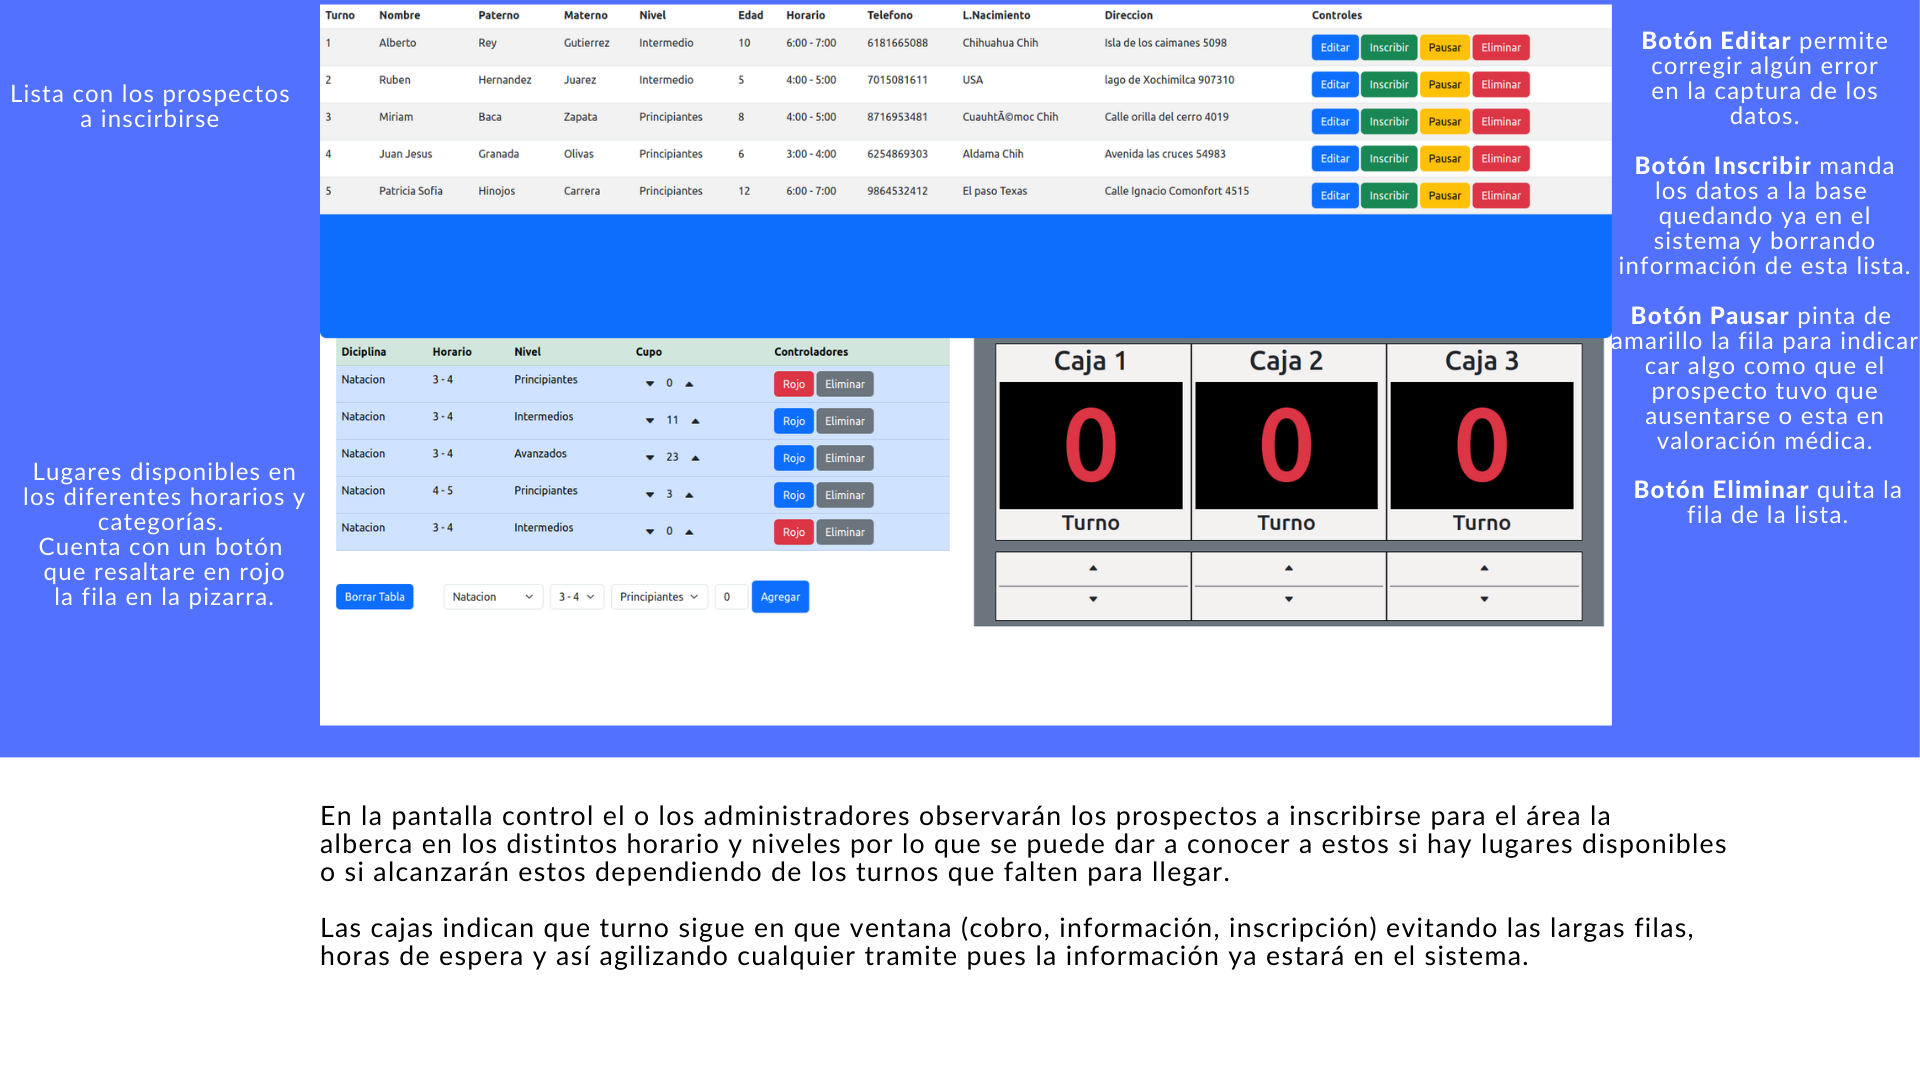 Lista con los prospectos
a inscirbirse
Turno Nombre Paterno Materno Nivel Edad Horario Telefono L.Nacimiento Direccion Controles
1 Alberto Rey Gutierrez Intermedio 10 6:00 - 7:00 6181665088 Chihuahua Chih Isla de los caimanes 5098 Editar Inscribir Pausar Eliminar
2 Ruben Hernandez Juarez Intermedio 5 4:00 - 5:00 7015081611 USA lago de Xochimilca 907310 Editar Inscribir Pausar Eliminar
3 Miriam Baca Zapata Principiantes 8 4:00 - 5:00 8716953481 CuauhtÃ©moc Chih Calle orilla del cerro 4019 Editar Inscribir Pausar Eliminar
4 Juan Jesus Granada Olivas Principiantes 6 3:00 - 4:00 6254869303 Aldama Chih Avenida las cruces 54983 Editar Inscribir Pausar Eliminar
5 Patricia Sofia Hinojos Carrera Principiantes 12 6:00 - 7:00 9864532412 El paso Texas Calle Ignacio Comonfort 4515 Editar Inscribir Pausar Eliminar
Botón Editar permite
corregir algún error
en la captura de los
datos.
Botón Inscribir manda
los datos a la base
quedando ya en el
sistema y borrando
información de esta lista.
Botón Pausar pinta de
amarillo la fila para indicar
car algo como que el
prospecto tuvo que
ausentarse o esta en
valoración médica.
Botón Eliminar quita la
fila de la lista.
Lugares disponibles en
los diferentes horarios y
categorías.
Cuenta con un botón
que resaltare en rojo
la fila en la pizarra.
Diciplina Horario Nivel Cupo Controladores
Natacion 3 - 4 Principiantes 0 Rojo Eliminar
Natacion 3 - 4 Intermedios 11 Rojo Eliminar
Natacion 3 - 4 Avanzados 23 Rojo Eliminar
Natacion 4 - 5 Principiantes 3 Rojo Eliminar
Natacion 3 - 4 Intermedios 0 Rojo Eliminar
Borrar Tabla Natacion 3 - 4 Principiantes 0 Agregar
Caja 1 Caja 2 Caja 3
0 0 0
Turno Turno Turno
En la pantalla control el o los administradores observarán los prospectos a inscribirse para el área la
alberca en los distintos horario y niveles por lo que se puede dar a conocer a estos si hay lugares disponibles
o si alcanzarán estos dependiendo de los turnos que falten para llegar.
Las cajas indican que turno sigue en que ventana (cobro, información, inscripción) evitando las largas filas,
horas de espera y así agilizando cualquier tramite pues la información ya estará en el sistema.